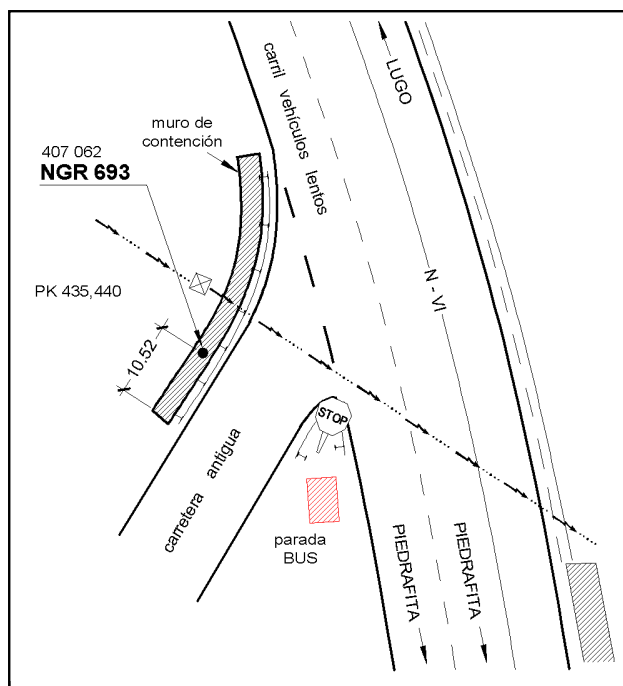 LUGO
carril vehículos lentos
muro de
contención
407 062
NGR 693
N - VI
PK 435,440
10.52
STOP
carretera antigua
parada
BUS
PIEDRAFITA
PIEDRAFITA